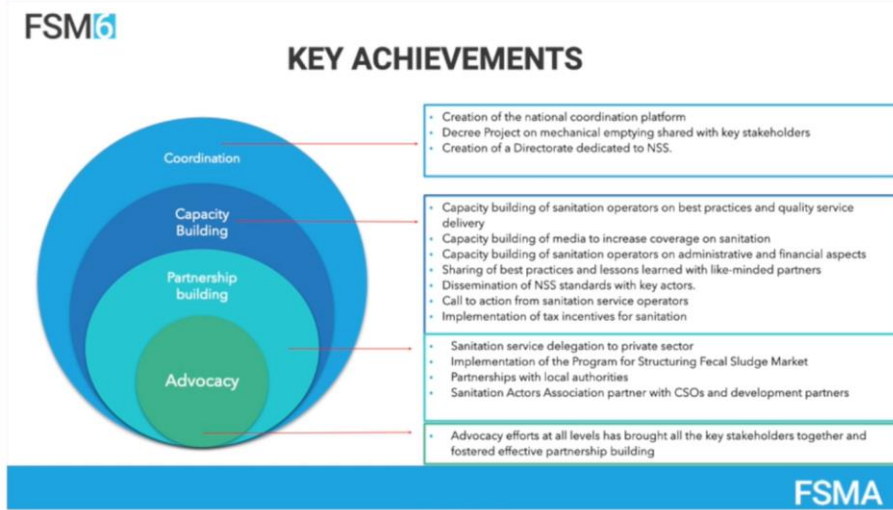 FSM6
KEY ACHIEVEMENTS
Coordination
Capacity
Building
Partnership
building
Advocacy
• Creation of the national coordination platform
• Decree Project on mechanical emptying shared with key stakeholders
• Creation of a Directorate dedicated to NSS.
• Capacity building of sanitation operators on best practices and quality service
delivery
• Capacity building of media to increase coverage on sanitation
• Capacity building of sanitation operators on administrative and financial aspects
• Sharing of best practices and lessons learned with like-minded partners
• Dissemination of NSS standards with key actors.
• Call to action from sanitation service operators
• Implementation of tax incentives for sanitation
• Sanitation service delegation to private sector
• Implementation of the Program for Structuring Fecal Sludge Market
• Partnerships with local authorities
• Sanitation Actors Association partner with CSOs and development partners
• Advocacy efforts at all levels has brought all the key stakeholders together and
fostered effective partnership building
FSMA